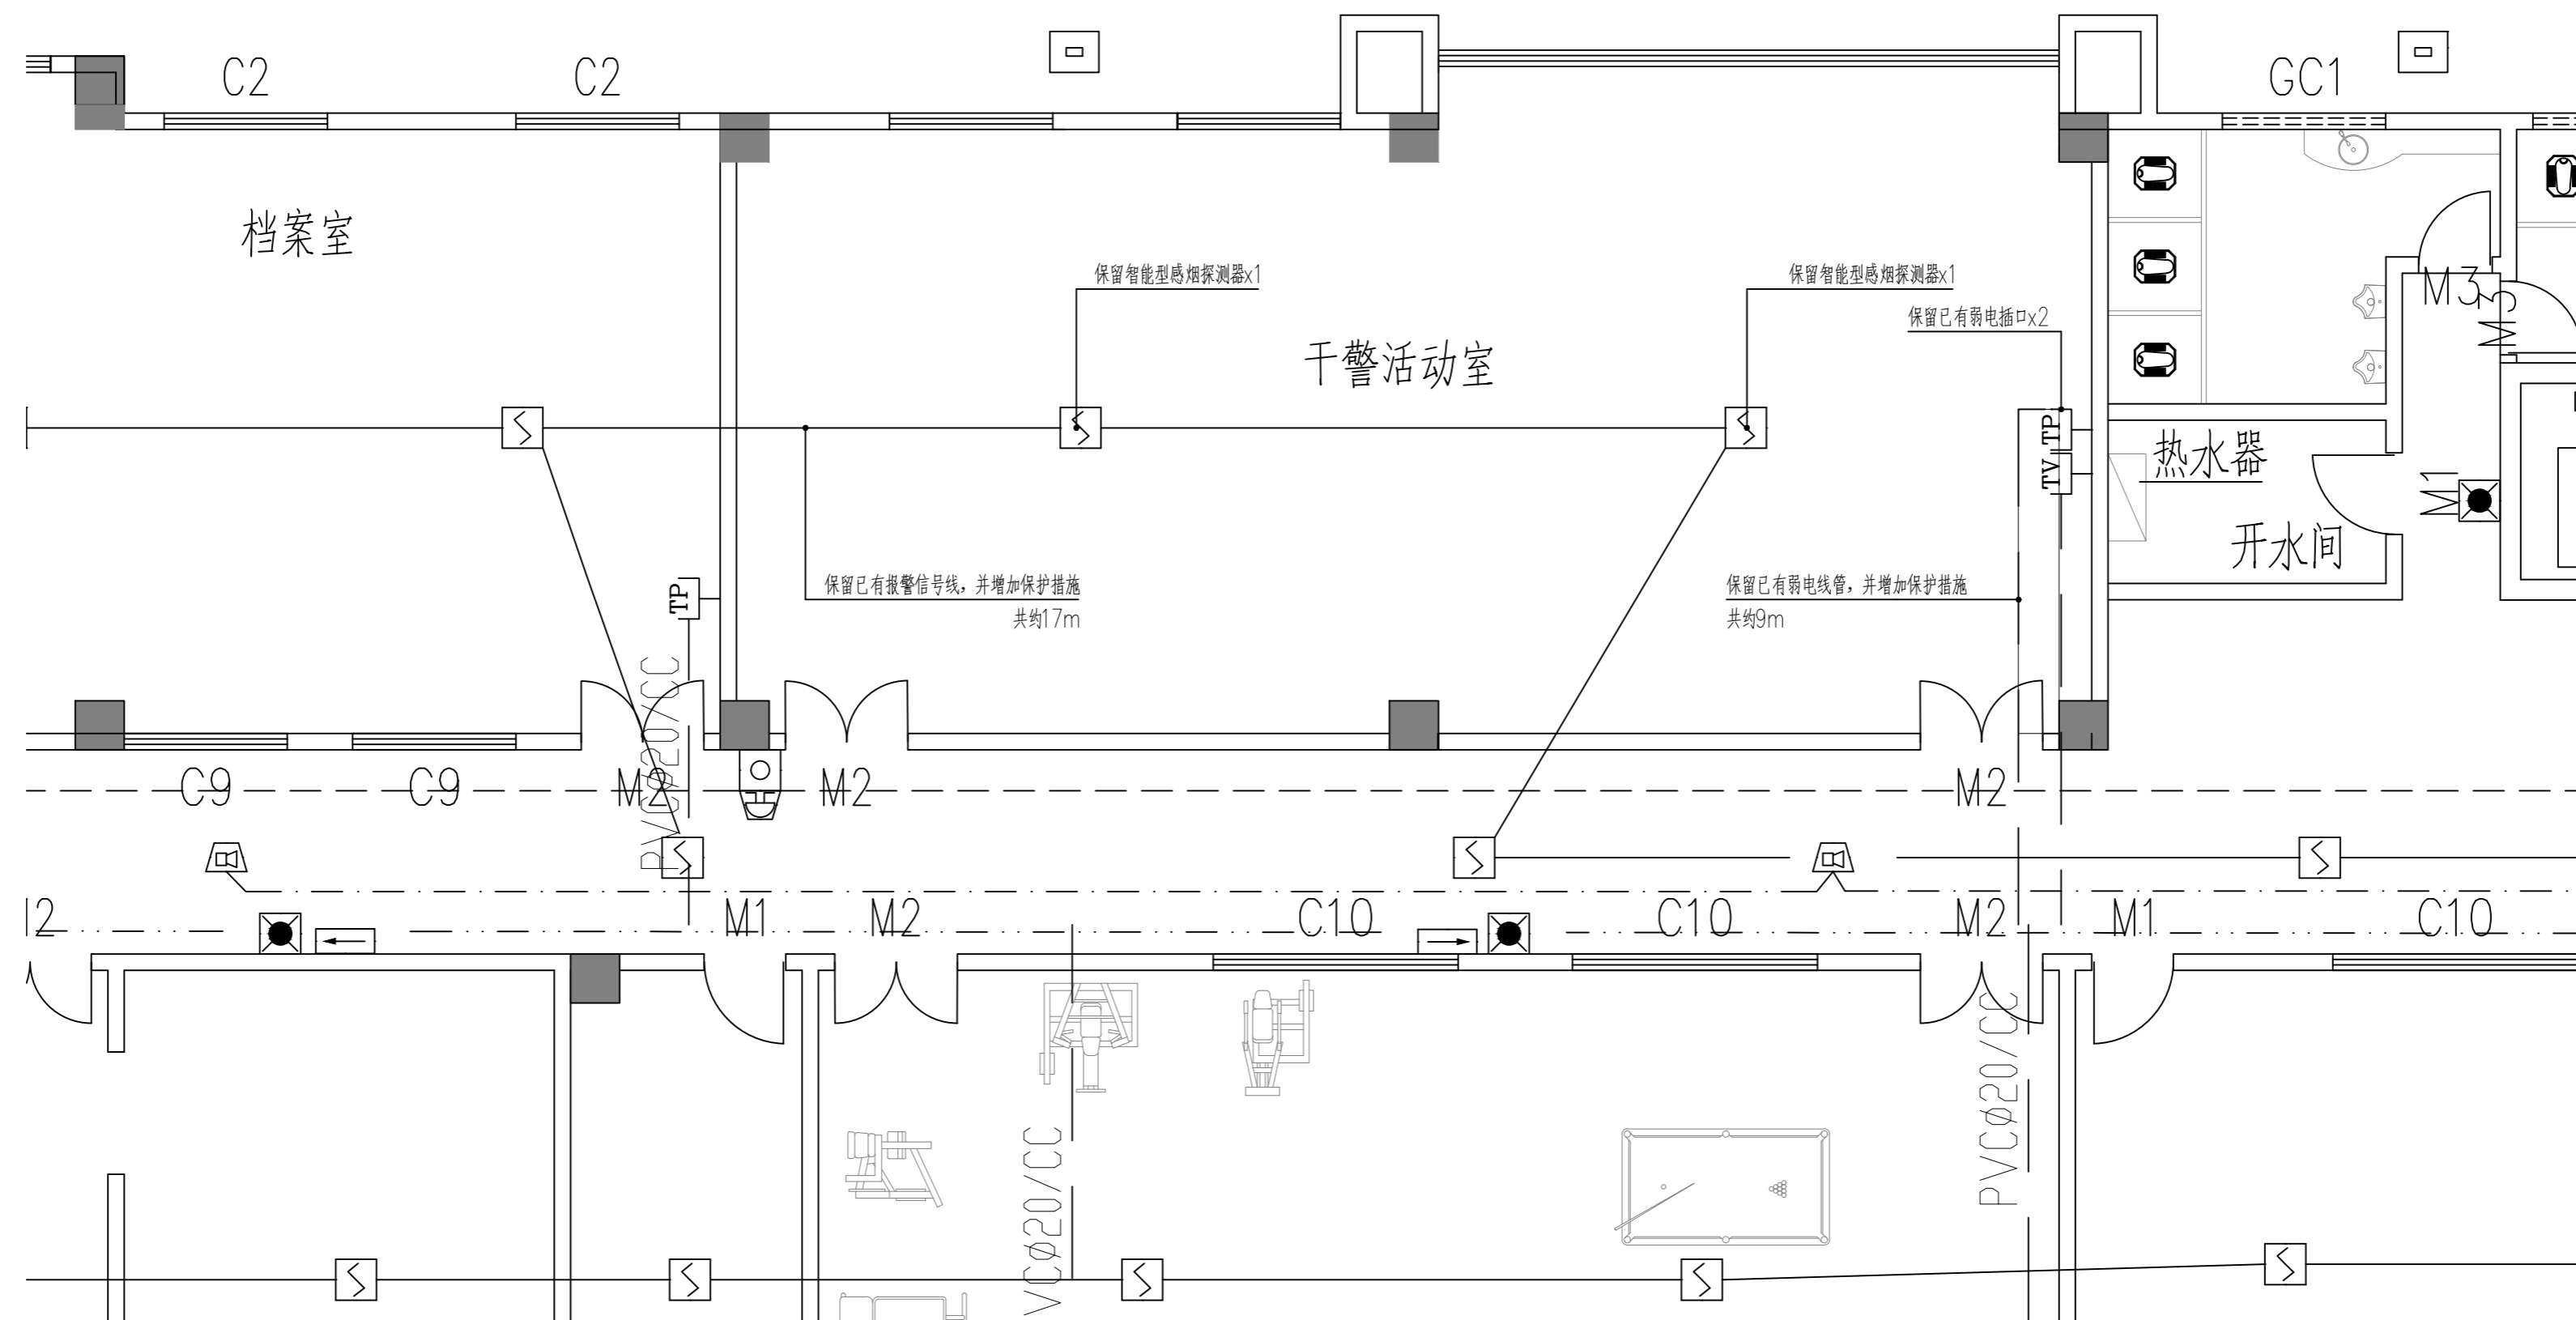 C2
C2
GC1
档案室
保留智能型感烟探测器x1
保留智能型感烟探测器x1
保留已有弱电插口x2
干警活动室
M3
M3
TP
TV
热水器
M1
开水间
保留已有报警信号线，并增加保护措施
共约17m
保留已有弱电线管，并增加保护措施
共约9m
TP
PVCø20/CC
C9
C9
M2
M2
M2
M1
M2
C10
C10
M2
M1
C10
PVCø20/CC
VCø20/CC